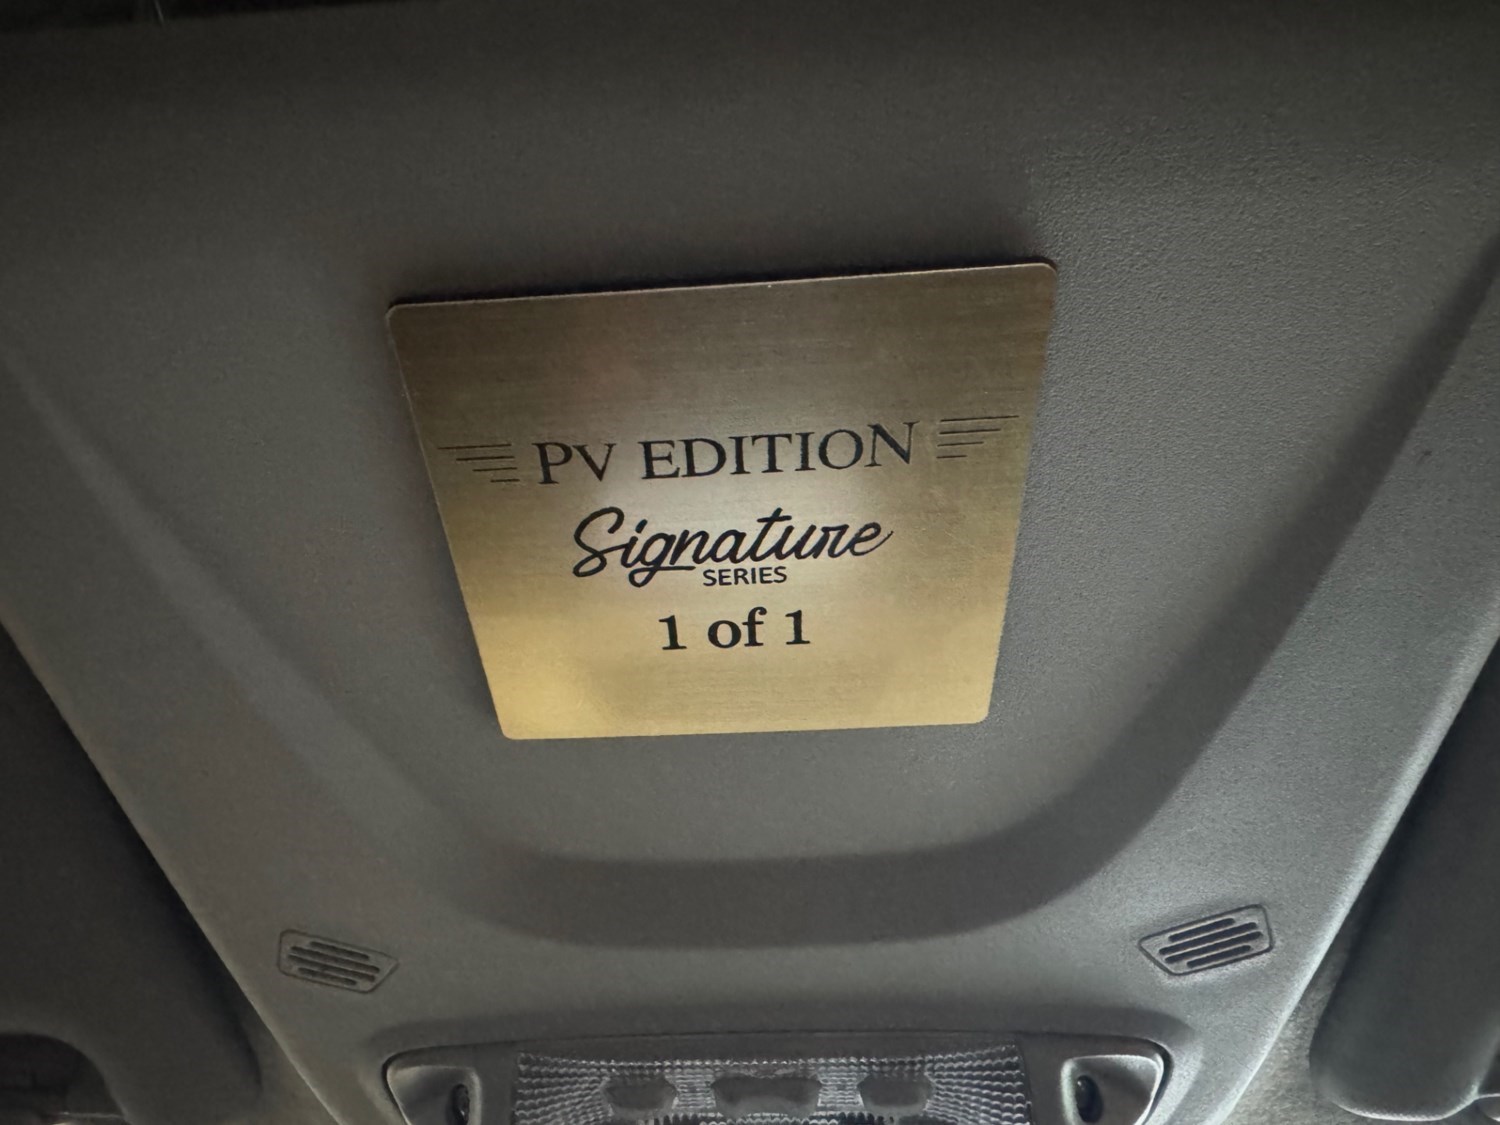 PV EDITION
Signature
SERIES
1 of 1